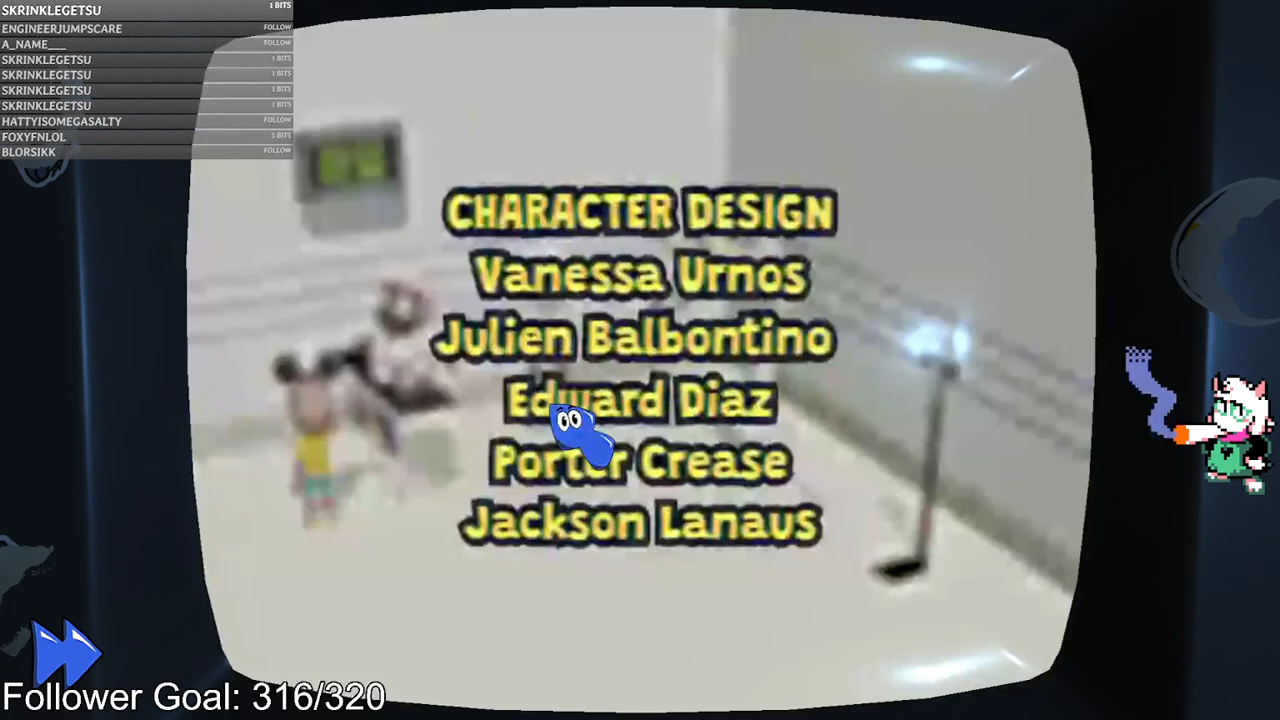 SKRINKLEGETSU 1 BITS
ENGINEERJUMPSCARE FOLLOW
A_NAME___ FOLLOW
SKRINKLEGETSU 1 BITS
SKRINKLEGETSU 1 BITS
SKRINKLEGETSU 1 BITS
SKRINKLEGETSU 1 BITS
HATTYISOMEGASALTY FOLLOW
FOXYFNLOL 5 BITS
BLORSIKK FOLLOW
CHARACTER DESIGN
Vanessa Urnos
Julien Balbontino
Eduard Diaz
Porter Crease
Jackson Lanaus
Follower Goal: 316/320